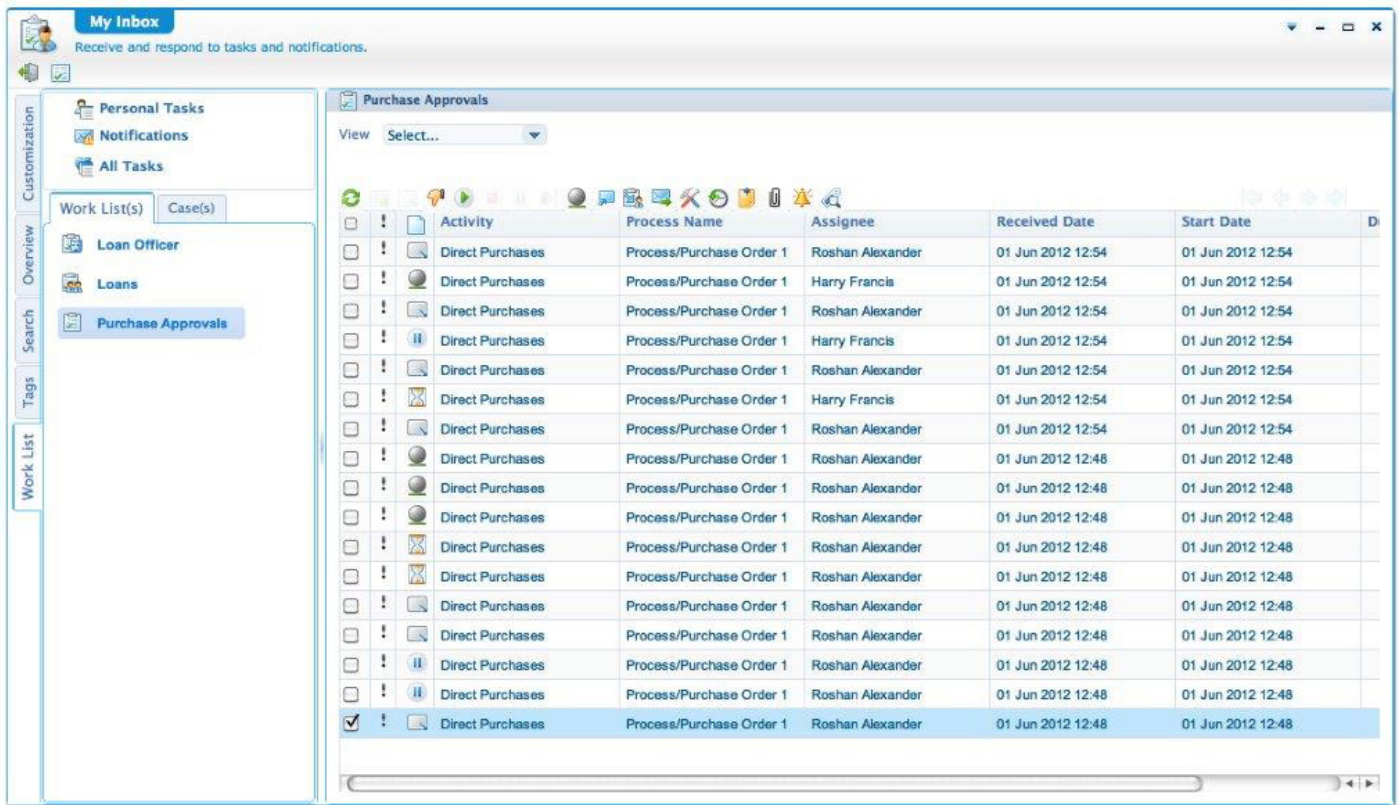 My Inbox
Receive and respond to tasks and notifications.
Customization
Overview
Search
Tags
Work List
Personal Tasks
Notifications
All Tasks
Work List(s) Case(s)
Loan Officer
Loans
Purchase Approvals
Purchase Approvals
View Select...
! Activity Process Name Assignee Received Date Start Date
! Direct Purchases Process/Purchase Order 1 Roshan Alexander 01 Jun 2012 12:54 01 Jun 2012 12:54
! Direct Purchases Process/Purchase Order 1 Harry Francis 01 Jun 2012 12:54 01 Jun 2012 12:54
! Direct Purchases Process/Purchase Order 1 Roshan Alexander 01 Jun 2012 12:54 01 Jun 2012 12:54
! Direct Purchases Process/Purchase Order 1 Harry Francis 01 Jun 2012 12:54 01 Jun 2012 12:54
! Direct Purchases Process/Purchase Order 1 Roshan Alexander 01 Jun 2012 12:54 01 Jun 2012 12:54
! Direct Purchases Process/Purchase Order 1 Harry Francis 01 Jun 2012 12:54 01 Jun 2012 12:54
! Direct Purchases Process/Purchase Order 1 Roshan Alexander 01 Jun 2012 12:54 01 Jun 2012 12:54
! Direct Purchases Process/Purchase Order 1 Roshan Alexander 01 Jun 2012 12:48 01 Jun 2012 12:48
! Direct Purchases Process/Purchase Order 1 Roshan Alexander 01 Jun 2012 12:48 01 Jun 2012 12:48
! Direct Purchases Process/Purchase Order 1 Roshan Alexander 01 Jun 2012 12:48 01 Jun 2012 12:48
! Direct Purchases Process/Purchase Order 1 Roshan Alexander 01 Jun 2012 12:48 01 Jun 2012 12:48
! Direct Purchases Process/Purchase Order 1 Roshan Alexander 01 Jun 2012 12:48 01 Jun 2012 12:48
! Direct Purchases Process/Purchase Order 1 Roshan Alexander 01 Jun 2012 12:48 01 Jun 2012 12:48
! Direct Purchases Process/Purchase Order 1 Roshan Alexander 01 Jun 2012 12:48 01 Jun 2012 12:48
! Direct Purchases Process/Purchase Order 1 Roshan Alexander 01 Jun 2012 12:48 01 Jun 2012 12:48
! Direct Purchases Process/Purchase Order 1 Roshan Alexander 01 Jun 2012 12:48 01 Jun 2012 12:48
! Direct Purchases Process/Purchase Order 1 Roshan Alexander 01 Jun 2012 12:48 01 Jun 2012 12:48